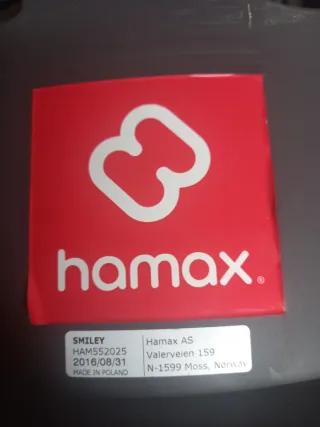 hamax®
SMILEY
HAM552025
2016/08/31
MADE IN POLAND
Hamax AS
Valerveien 159
N-1599 Moss, Norway